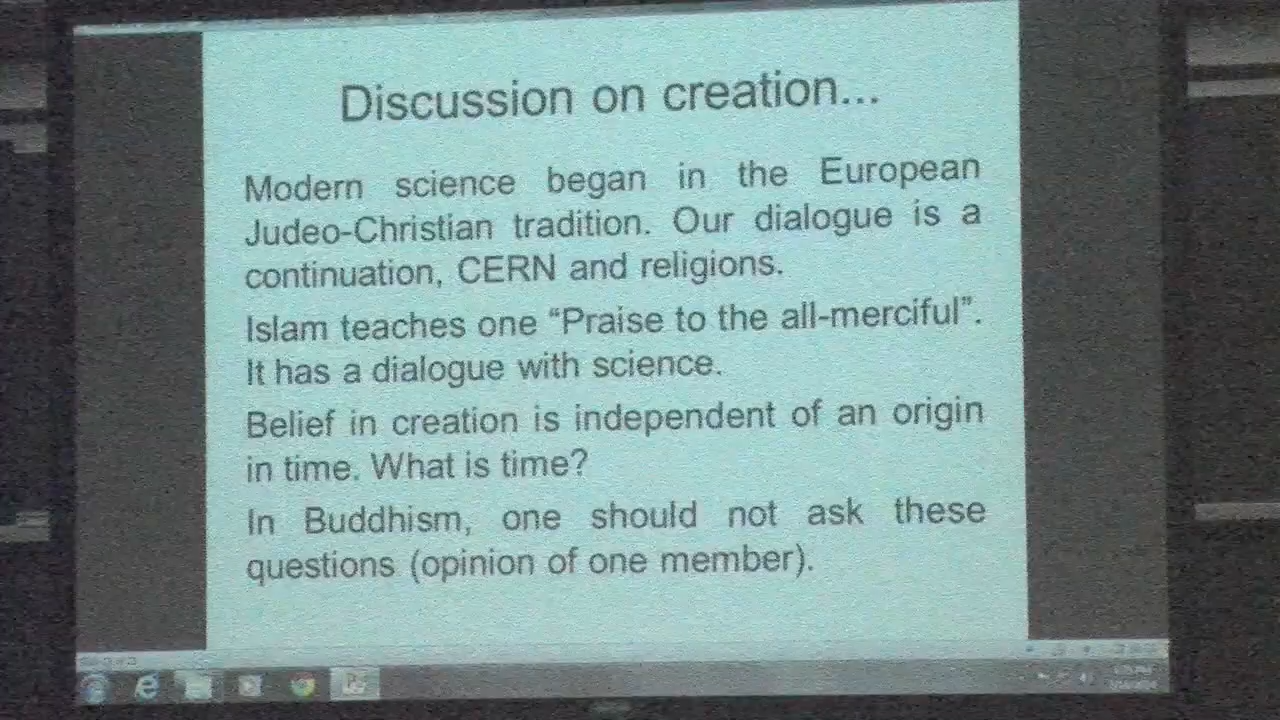 Discussion on creation...
Modern science began in the European
Judeo-Christian tradition. Our dialogue is a
continuation, CERN and religions.
Islam teaches one “Praise to the all-merciful”.
It has a dialogue with science.
Belief in creation is independent of an origin
in time. What is time?
In Buddhism, one should not ask these
questions (opinion of one member).